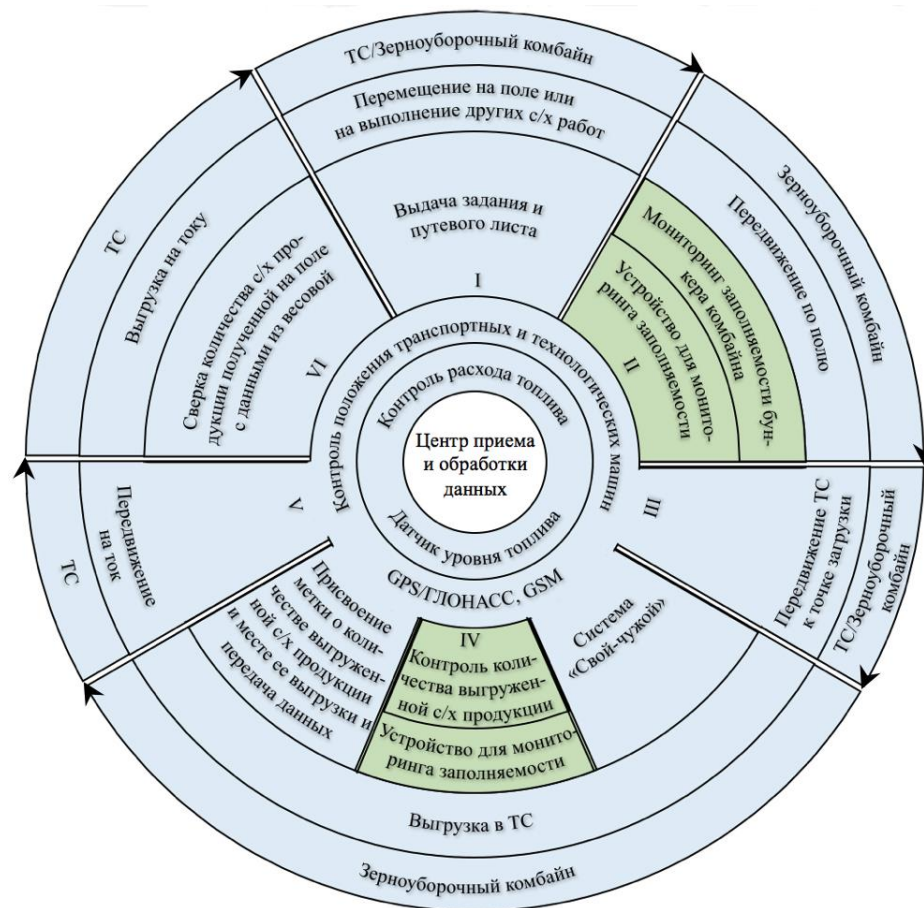 ТС/Зерноуборочный комбайн
Перемещение на поле или
на выполнение других с/х работ
Выдача задания и
путевого листа
I
Зерноуборочный комбайн
Передвижение по полю
Мониторинг заполняемости бун-
кера комбайна
Устройство для монито-
ринга заполняемости
II
ТС/Зерноуборочный
комбайн
Передвижение ТС
к точке загрузки
III
Зерноуборочный комбайн
Выгрузка в ТС
Система
«Свой-чужой»
IV
Контроль коли-
чества выгружен-
ной с/х продукции
Устройство для монито-
ринга заполняемости
Присвоение
метки о коли-
честве выгружен-
ной с/х продукции
и месте ее выгрузки и
передача данных
ТС
Передвижение
на ток
V
ТС
Выгрузка на току
Сверка количества с/х про-
дукции полученной на поле
с данными из весовой
VI
Контроль положения транспортных и технологических машин
GPS/ГЛОНАСС, GSM
Контроль расхода топлива
Датчик уровня топлива
Центр приема
и обработки
данных